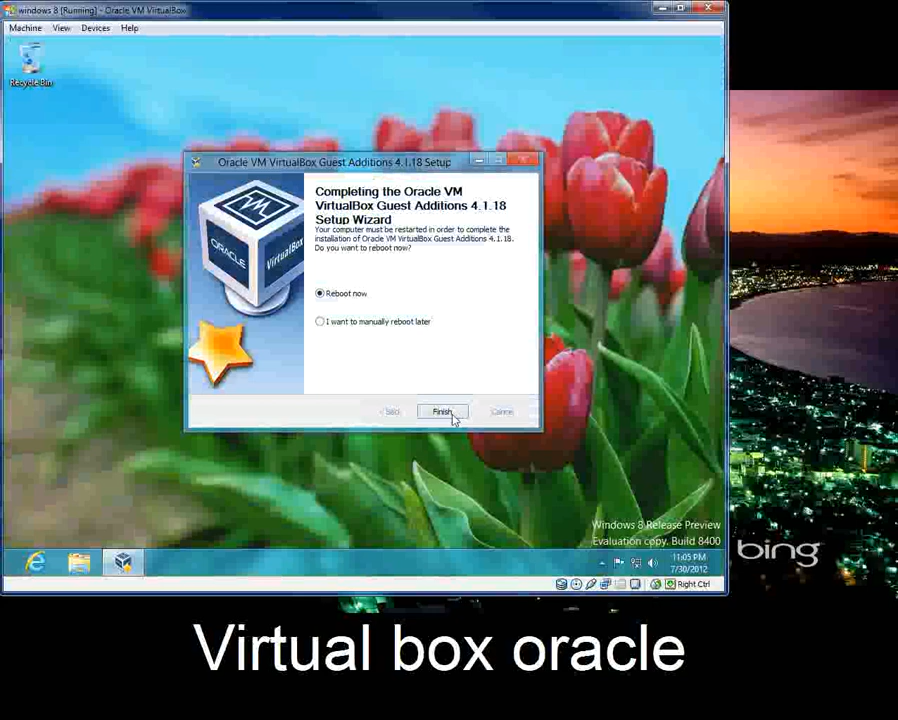 windows 8 [Running] - Oracle VM VirtualBox
Machine View Devices Help
Recycle Bin
Oracle VM VirtualBox Guest Additions 4.1.18 Setup
Completing the Oracle VM
VirtualBox Guest Additions 4.1.18
Setup Wizard
Your computer must be restarted in order to complete the
installation of Oracle VM VirtualBox Guest Additions 4.1.18.
Do you want to reboot now?
ORACLE
VirtualBox
Reboot now
I want to manually reboot later
Finish
Cancel
Windows 8 Release Preview
Evaluation copy. Build 8400
bing
11:05 PM
7/30/2012
Right Ctrl
Virtual box oracle